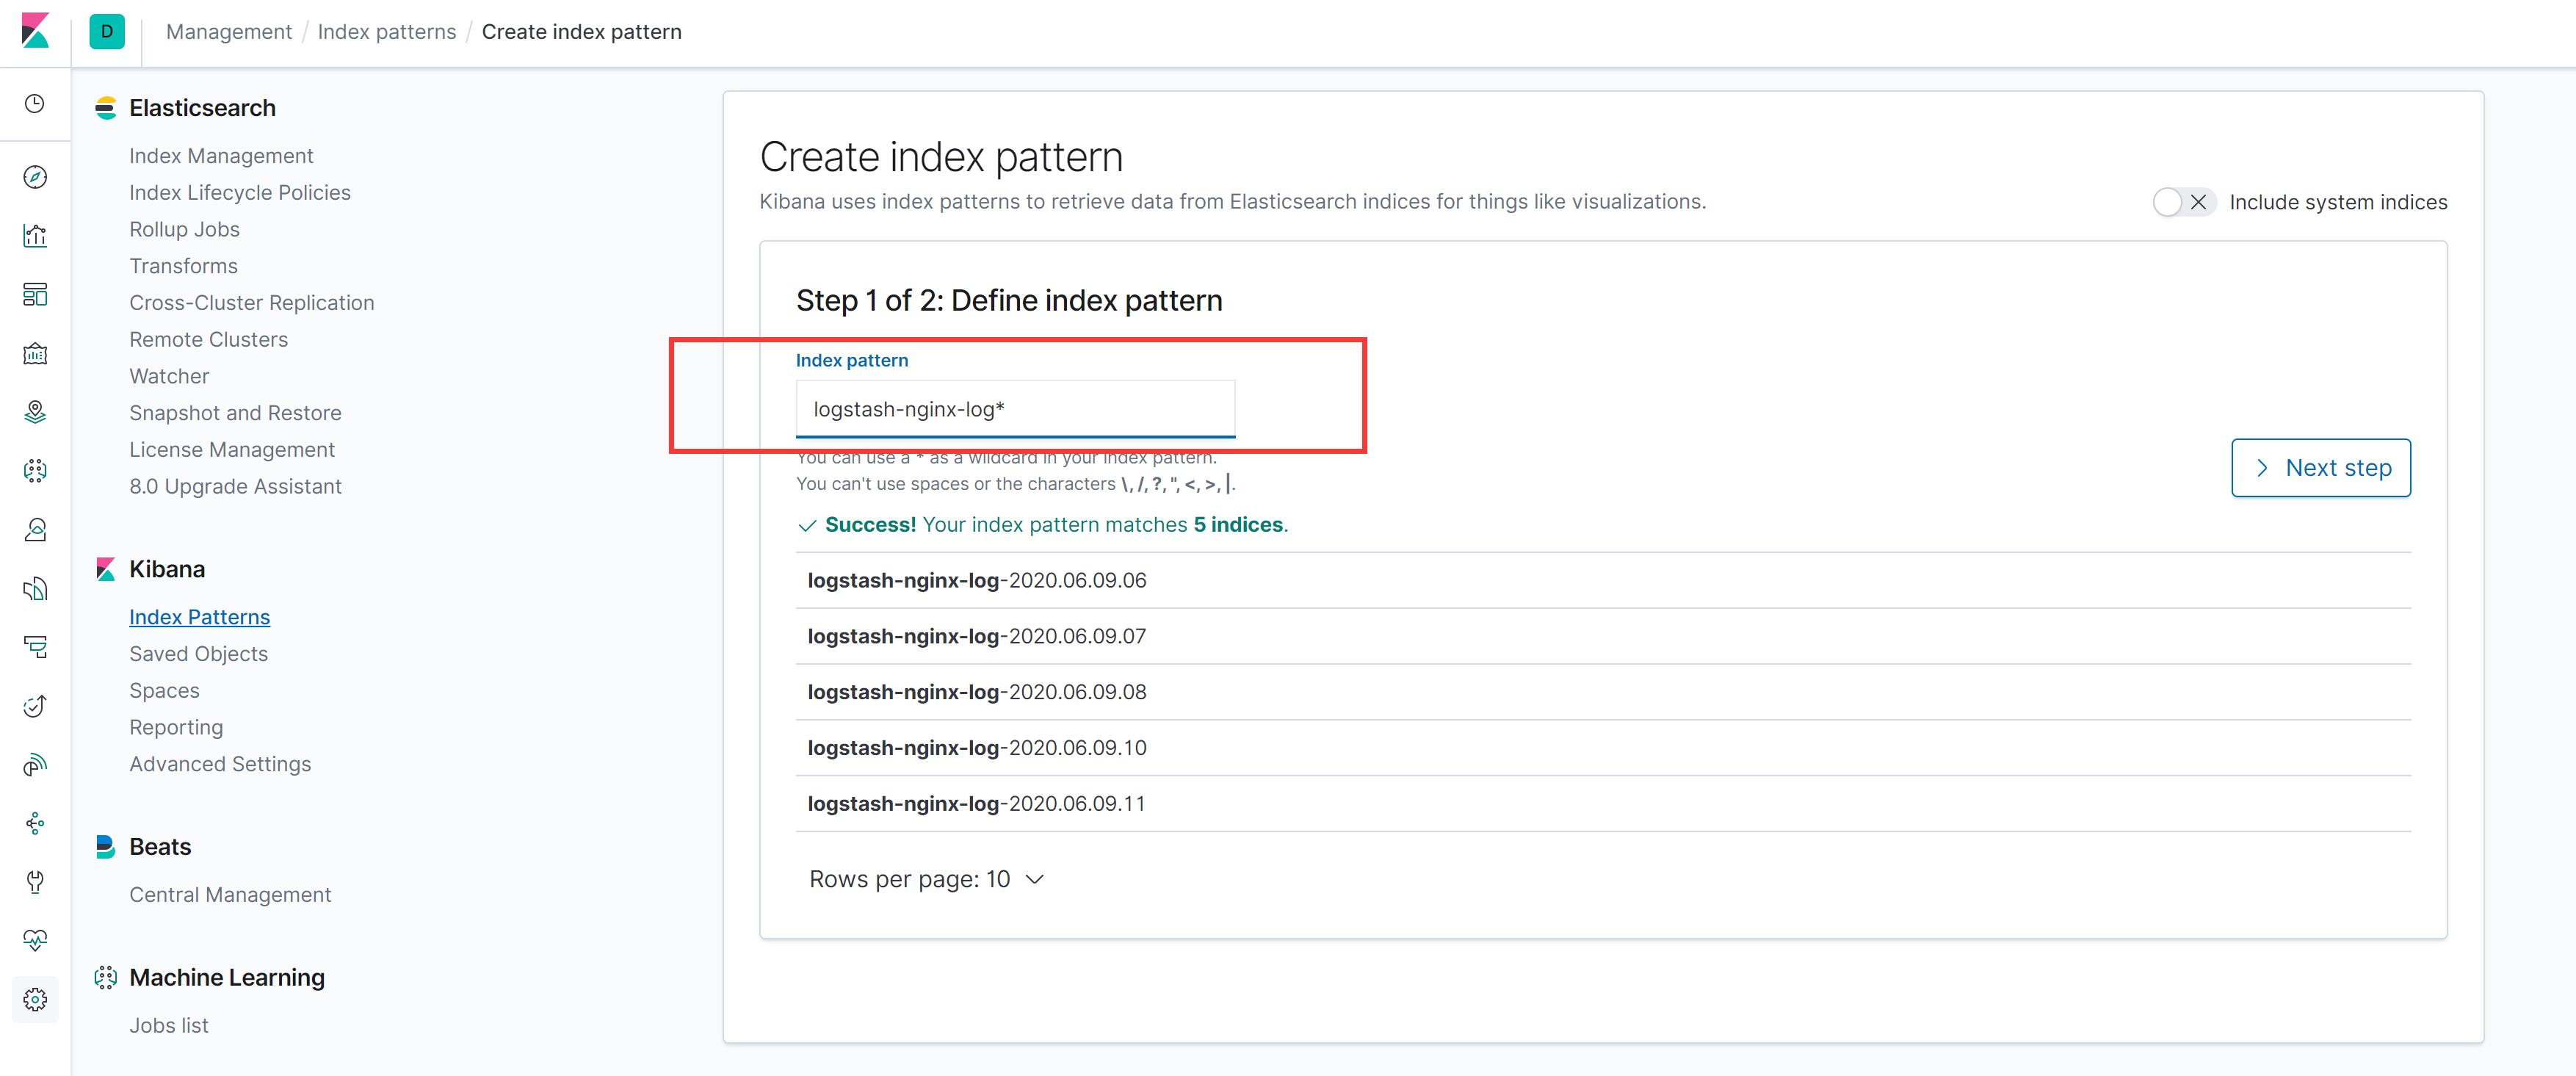 D Management / Index patterns / Create index pattern
Elasticsearch
Index Management
Index Lifecycle Policies
Rollup Jobs
Transforms
Cross-Cluster Replication
Remote Clusters
Watcher
Snapshot and Restore
License Management
8.0 Upgrade Assistant
Kibana
Index Patterns
Saved Objects
Spaces
Reporting
Advanced Settings
Beats
Central Management
Machine Learning
Jobs list
Create index pattern
Kibana uses index patterns to retrieve data from Elasticsearch indices for things like visualizations.
Include system indices
Step 1 of 2: Define index pattern
Index pattern
logstash-nginx-log*
You can use a * as a wildcard in your index pattern.
You can't use spaces or the characters \, /, ?, ", <, >, |.
Next step
Success! Your index pattern matches 5 indices.
logstash-nginx-log-2020.06.09.06
logstash-nginx-log-2020.06.09.07
logstash-nginx-log-2020.06.09.08
logstash-nginx-log-2020.06.09.10
logstash-nginx-log-2020.06.09.11
Rows per page: 10